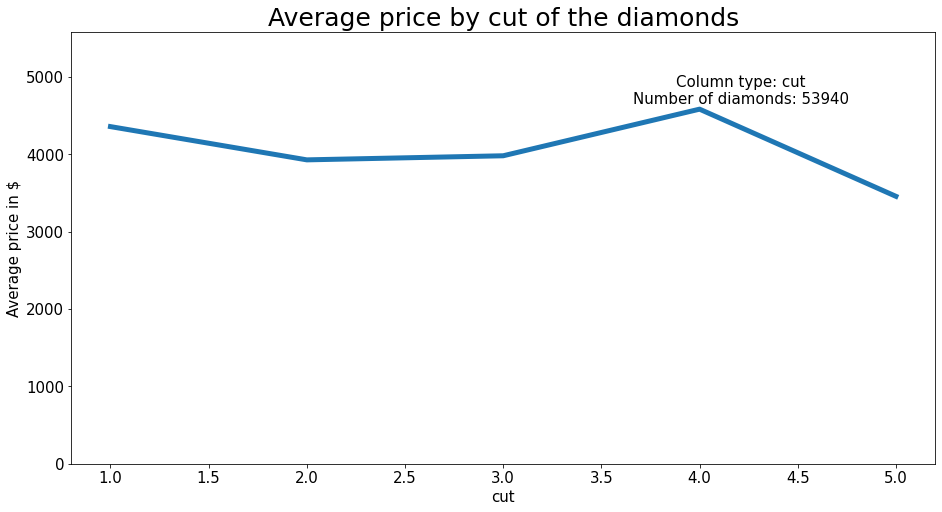 Average price by cut of the diamonds
Column type: cut
Number of diamonds: 53940
Average price in $
5000
4000
3000
2000
1000
0
1.0 1.5 2.0 2.5 3.0 3.5 4.0 4.5 5.0
cut